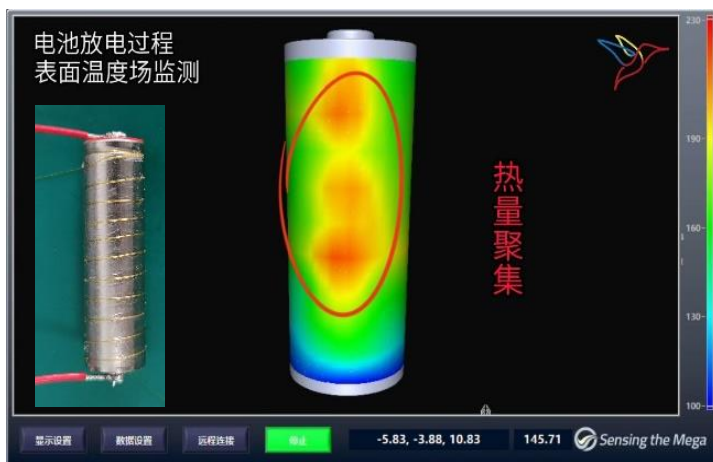 电池放电过程
表面温度场监测
热量聚集
230
190
160
130
100
显示设置
数据设置
远程连接
停止
-5.83, -3.88, 10.83
145.71
Sensing the Mega